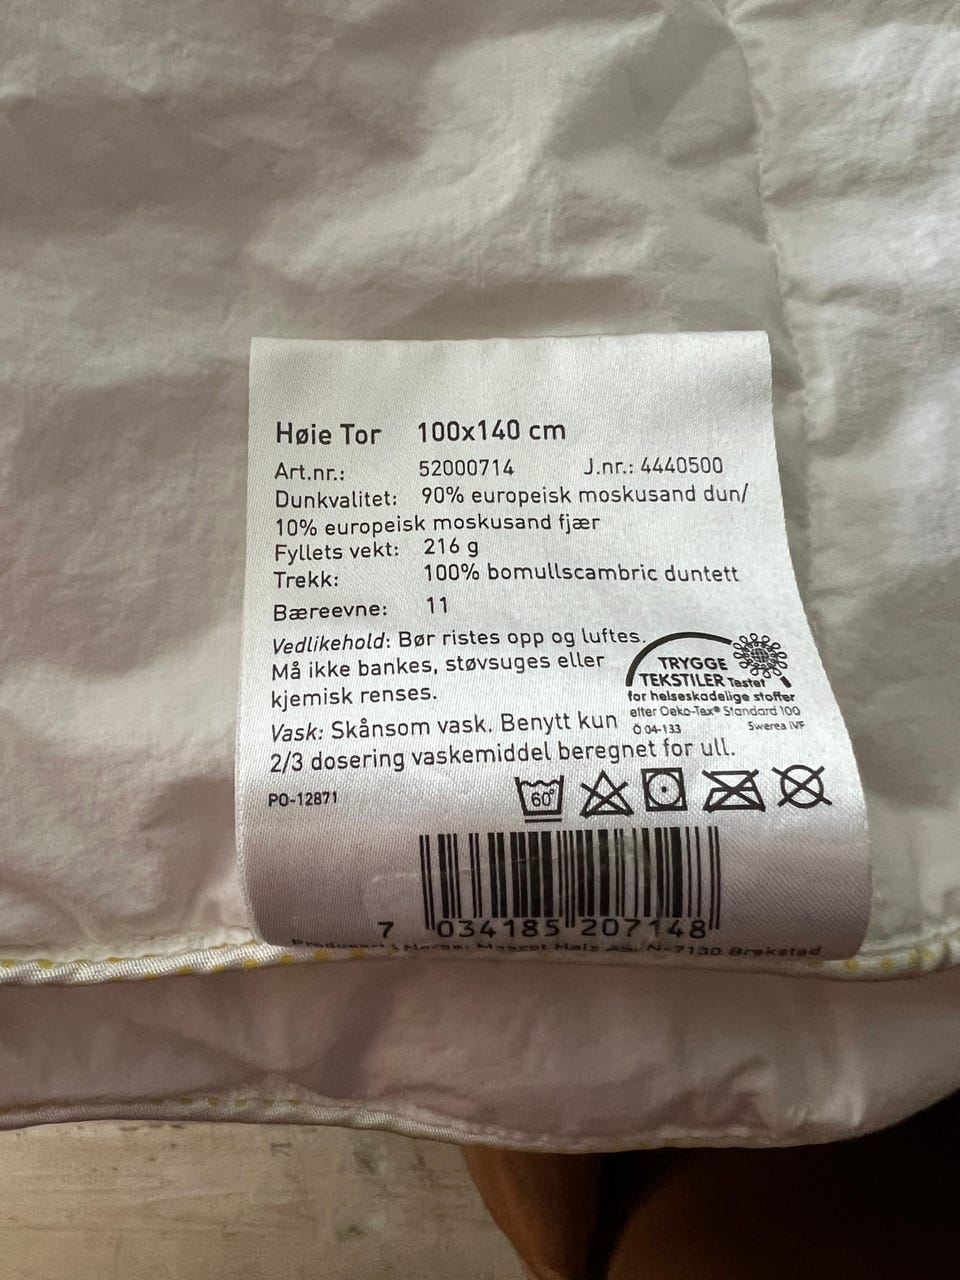 Høie Tor 100x140 cm
Art.nr.: 52000714 J.nr.: 4440500
Dunkvalitet: 90% europeisk moskusand dun/
10% europeisk moskusand fjær
Fyllets vekt: 216 g
Trekk: 100% bomullscambric duntett
Bæreevne: 11
Vedlikehold: Bør ristes opp og luftes.
Må ikke bankes, støvsuges eller
kjemisk renses.
TRYGGE
TEKSTILER Testet
for helseskadelige stoffer
etter Oeko-Tex® Standard 100
Ö 04-133 Swerea IVF
Vask: Skånsom vask. Benytt kun
2/3 dosering vaskemiddel beregnet for ull.
PO-12871
60°
7 034185 207148
N-7130 Brekstad